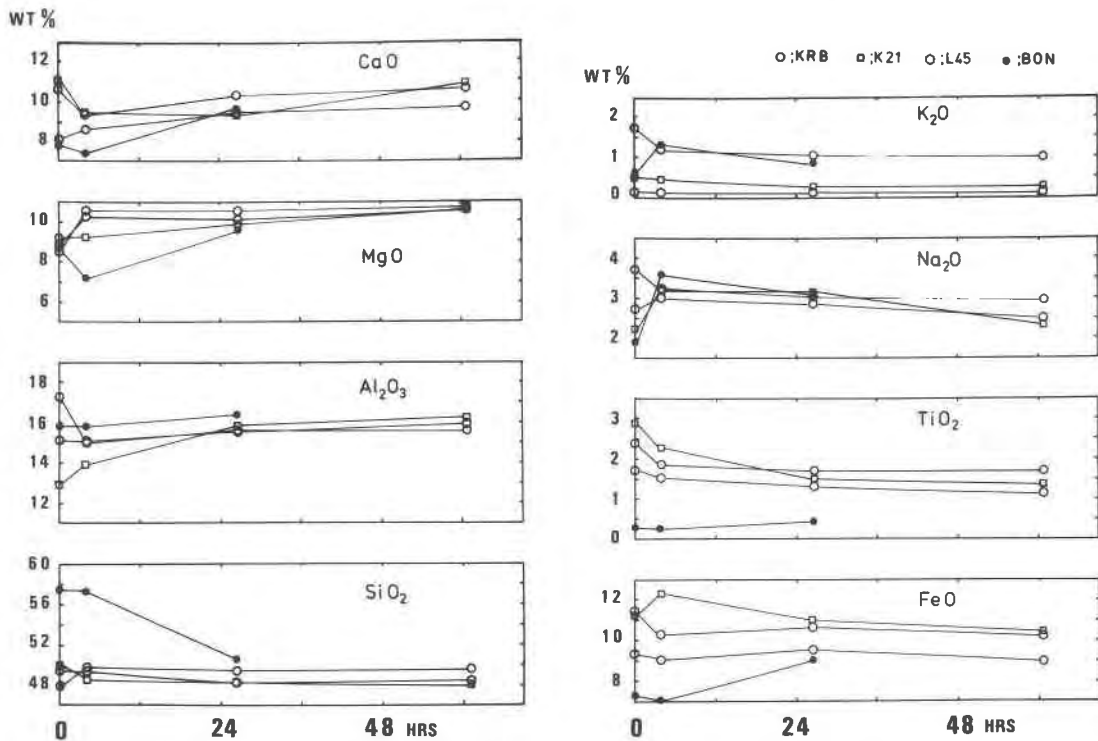 WT %
12
CaO
10
8
10
MgO
8
6
18
Al₂O₃
16
14
12
60
SiO₂
56
52
48
0 24 48 HRS
○ ;KRB □ ;K21 ○ ;L45 ● ;BON
WT%
2
K₂O
1
0
4
Na₂O
3
2
3
TiO₂
2
1
0
12
FeO
10
8
0 24 48 HRS